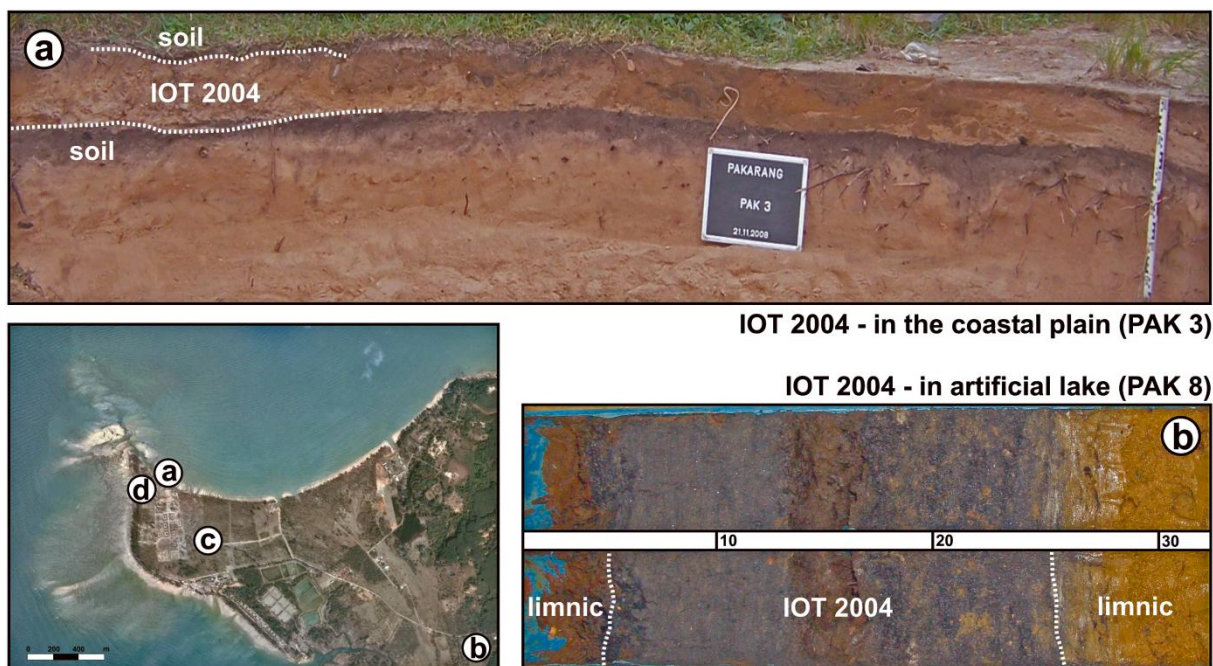 a
soil
IOT 2004
soil
PAKARANG
PAK 3
21.11.2008
IOT 2004 - in the coastal plain (PAK 3)
IOT 2004 - in artificial lake (PAK 8)
a
d
c
0 200 400 m
b
b
10 20 30
limnic IOT 2004 limnic